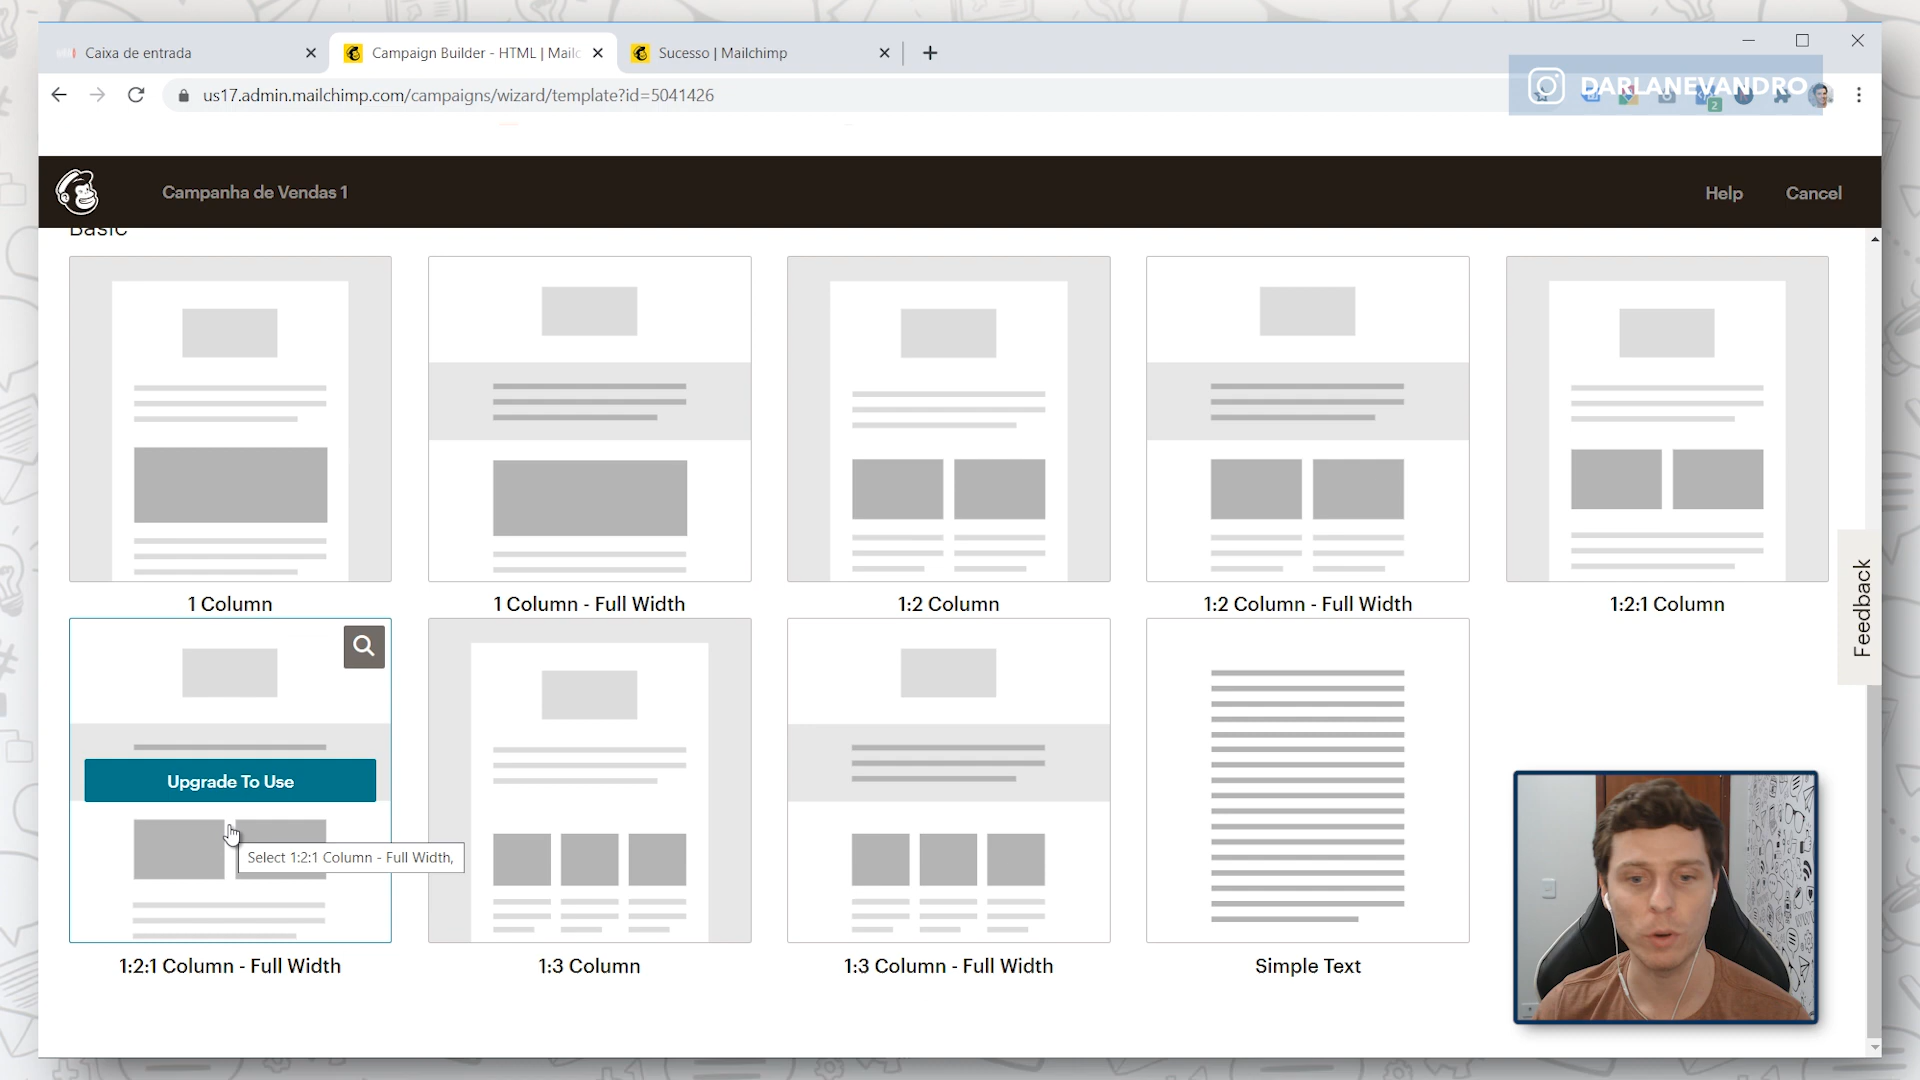 Caixa de entrada
Campaign Builder - HTML | Mailc
Sucesso | Mailchimp
us17.admin.mailchimp.com/campaigns/wizard/template?id=5041426
DARLANEVANDRO
2
Campanha de Vendas 1
Help
Cancel
Basic
1 Column
1 Column - Full Width
1:2 Column
1:2 Column - Full Width
1:2:1 Column
Feedback
Upgrade To Use
Select 1:2:1 Column - Full Width,
1:2:1 Column - Full Width
1:3 Column
1:3 Column - Full Width
Simple Text